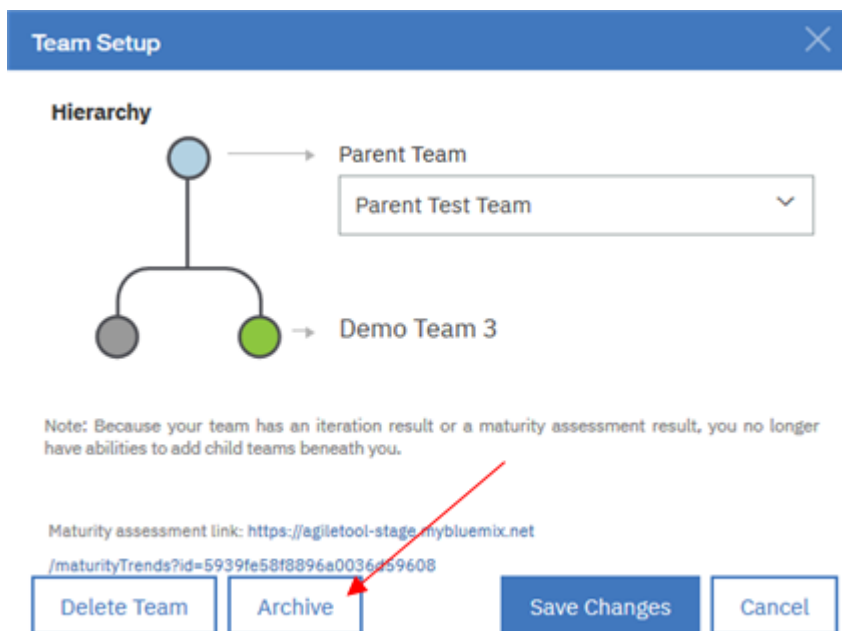 Team Setup
Hierarchy
Parent Team
Parent Test Team
Demo Team 3
Note: Because your team has an iteration result or a maturity assessment result, you no longer
have abilities to add child teams beneath you.
Maturity assessment link: https://agiletool-stage.mybluemix.net
/maturityTrends?id=5939fe58f8896a0036d59608
Delete Team Archive Save Changes Cancel